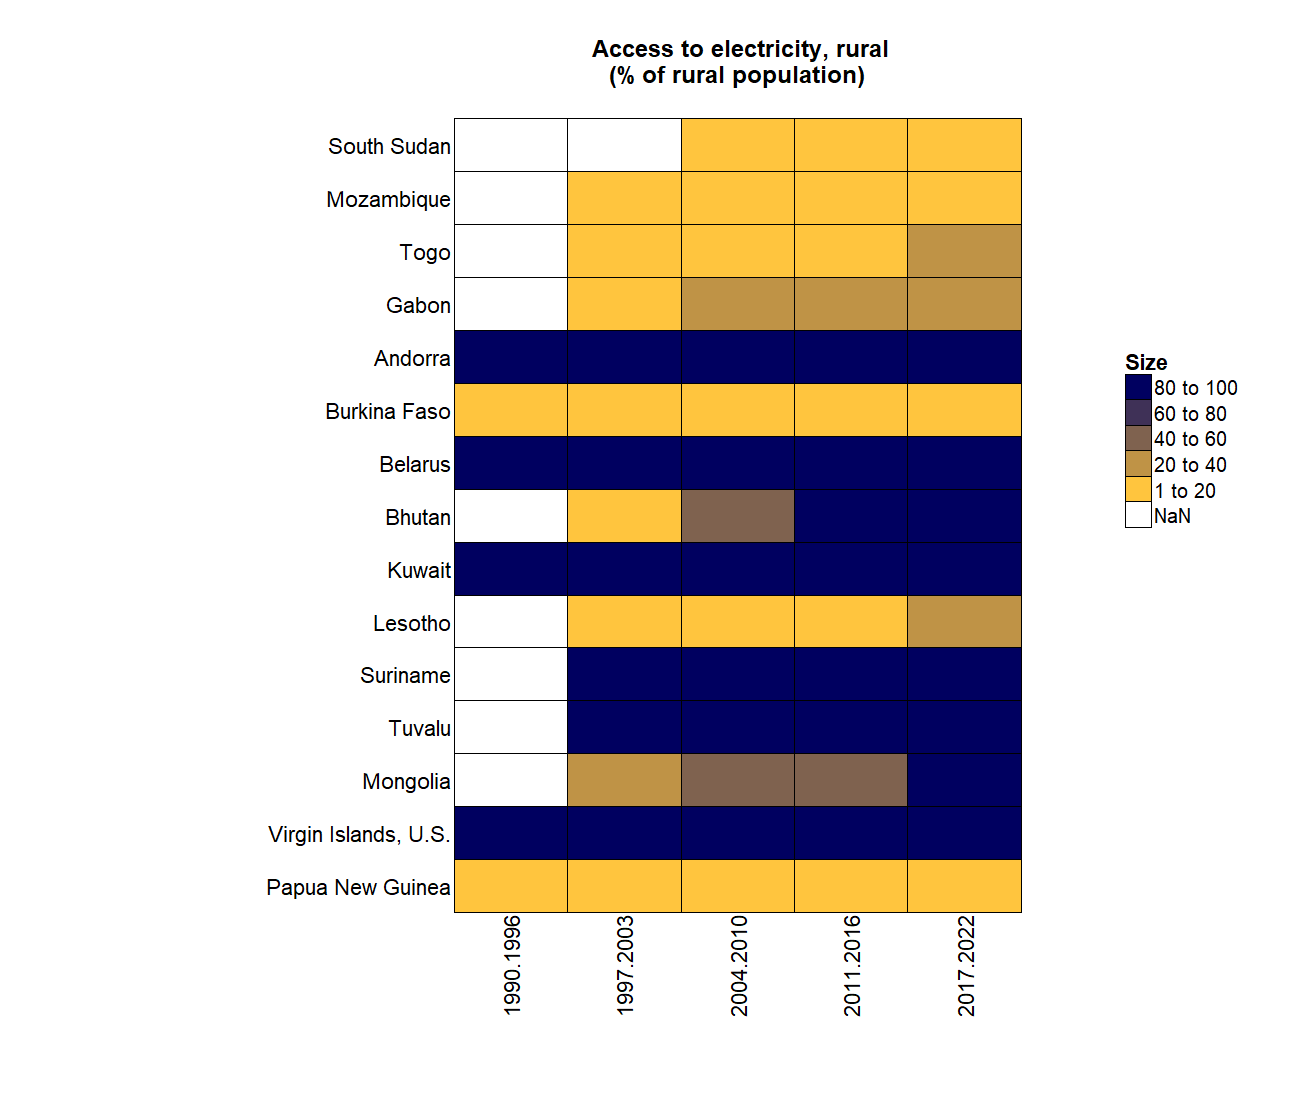 Access to electricity, rural
(% of rural population)
South Sudan
Mozambique
Togo
Gabon
Andorra
Burkina Faso
Belarus
Bhutan
Kuwait
Lesotho
Suriname
Tuvalu
Mongolia
Virgin Islands, U.S.
Papua New Guinea
1990.1996
1997.2003
2004.2010
2011.2016
2017.2022
Size
80 to 100
60 to 80
40 to 60
20 to 40
1 to 20
NaN